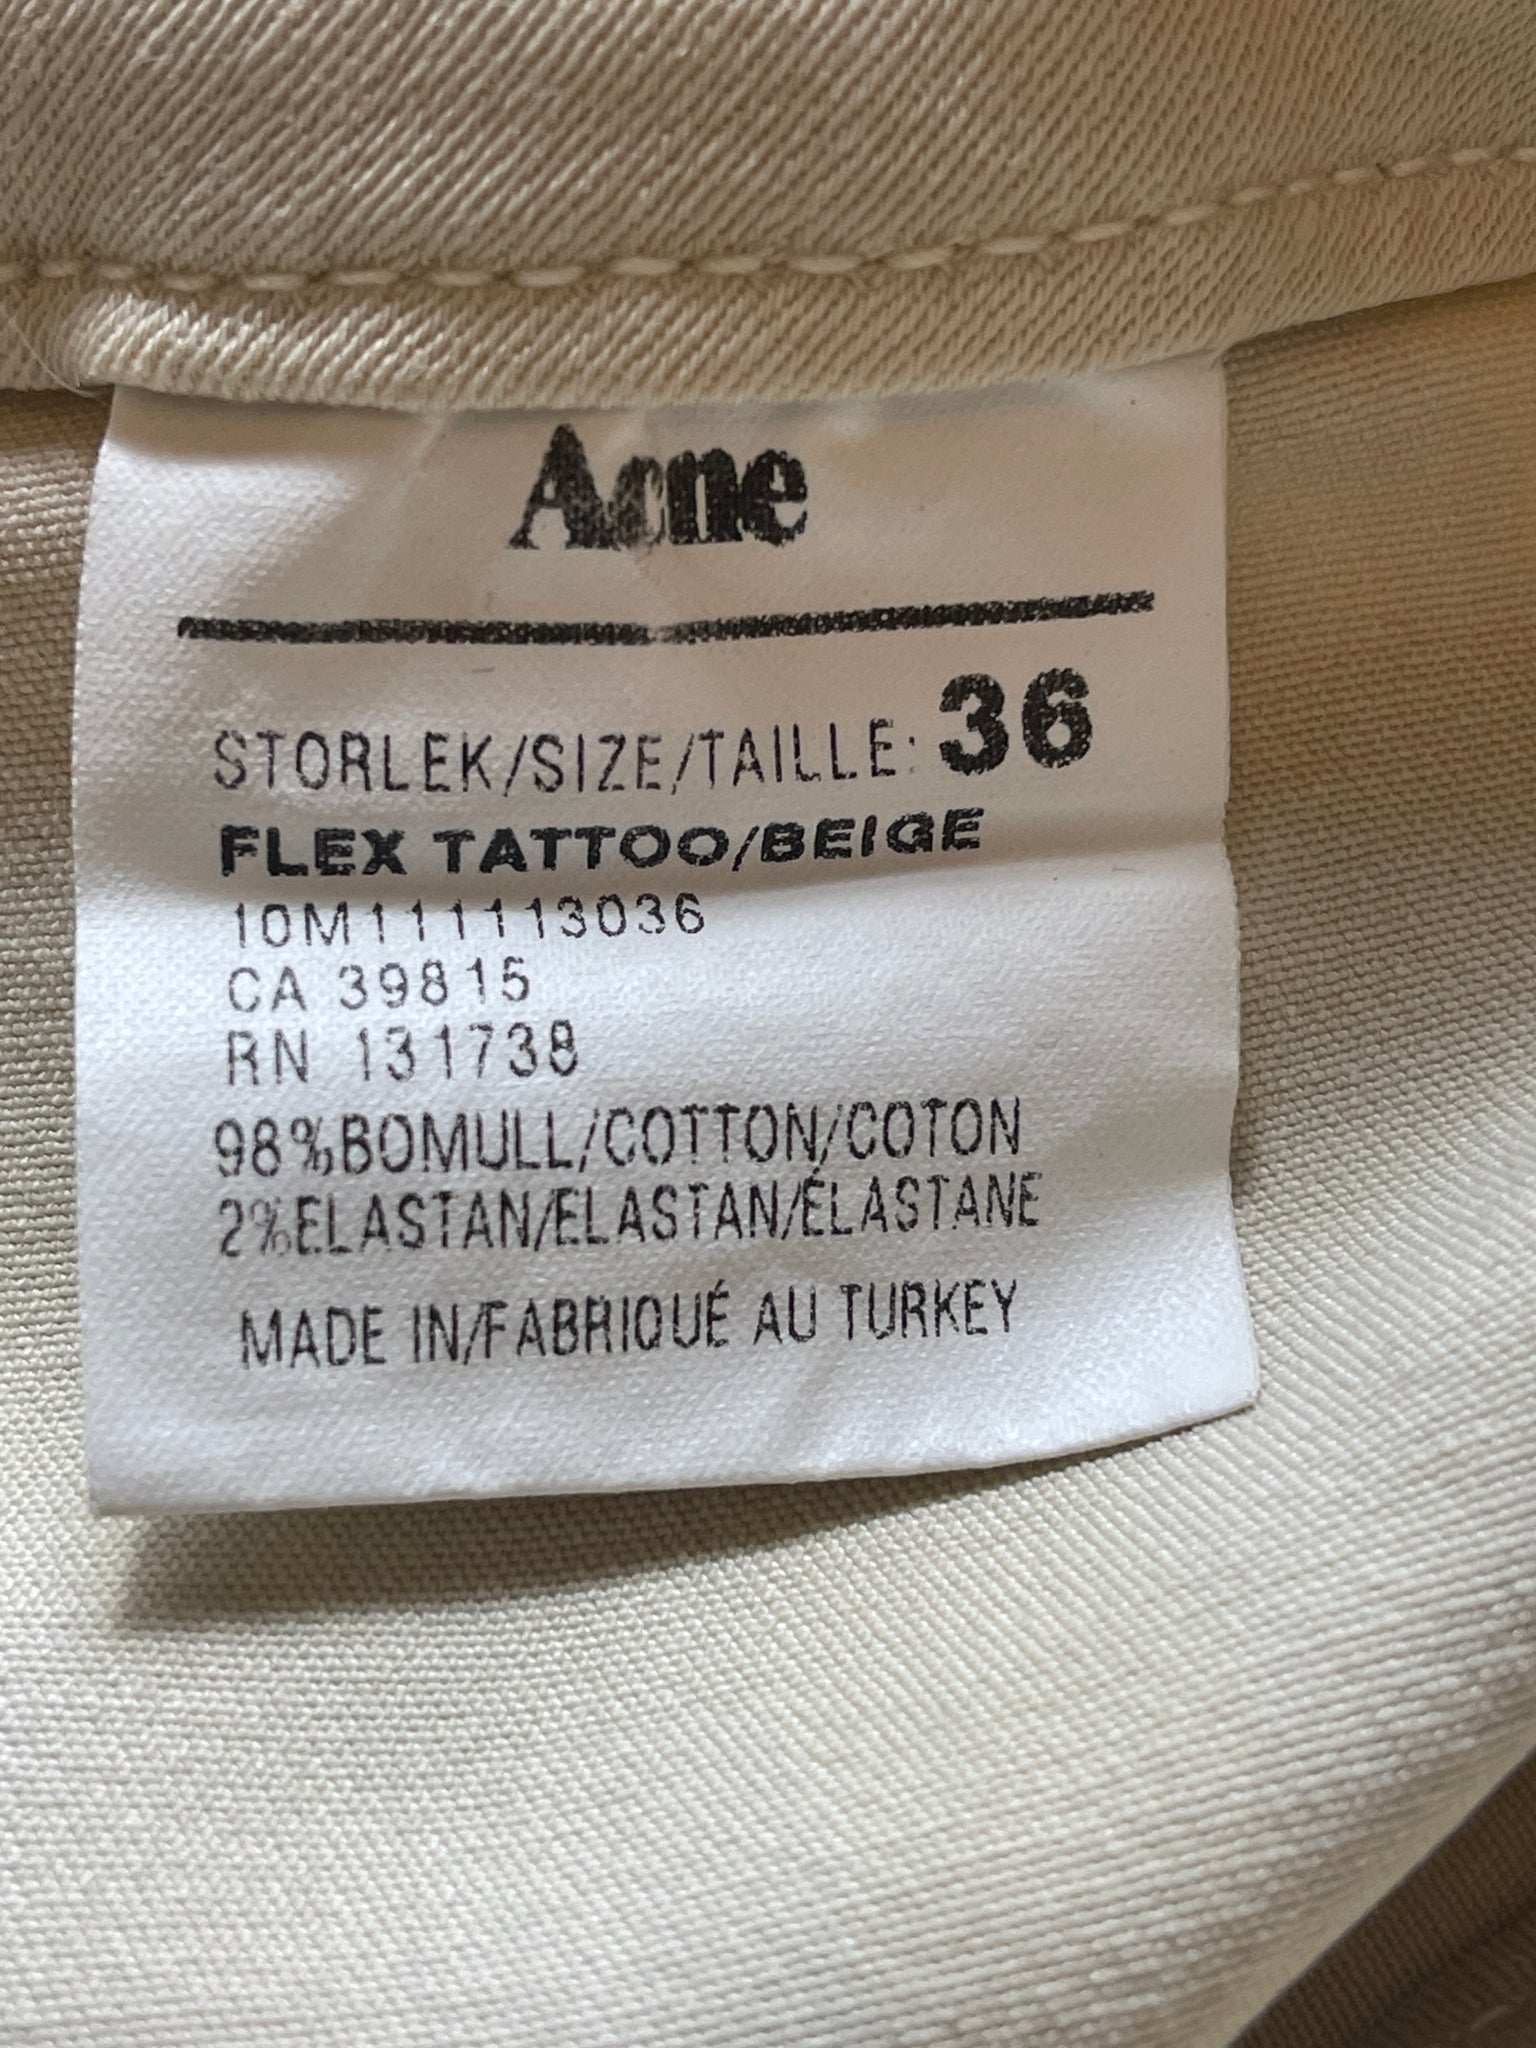 Acne
STORLEK/SIZE/TAILLE: 36
FLEX TATTOO/BEIGE
10M111113036
CA 39815
RN 131738
98%BOMULL/COTTON/COTON
2%ELASTAN/ELASTAN/ÉLASTANE
MADE IN/FABRIQUÉ AU TURKEY